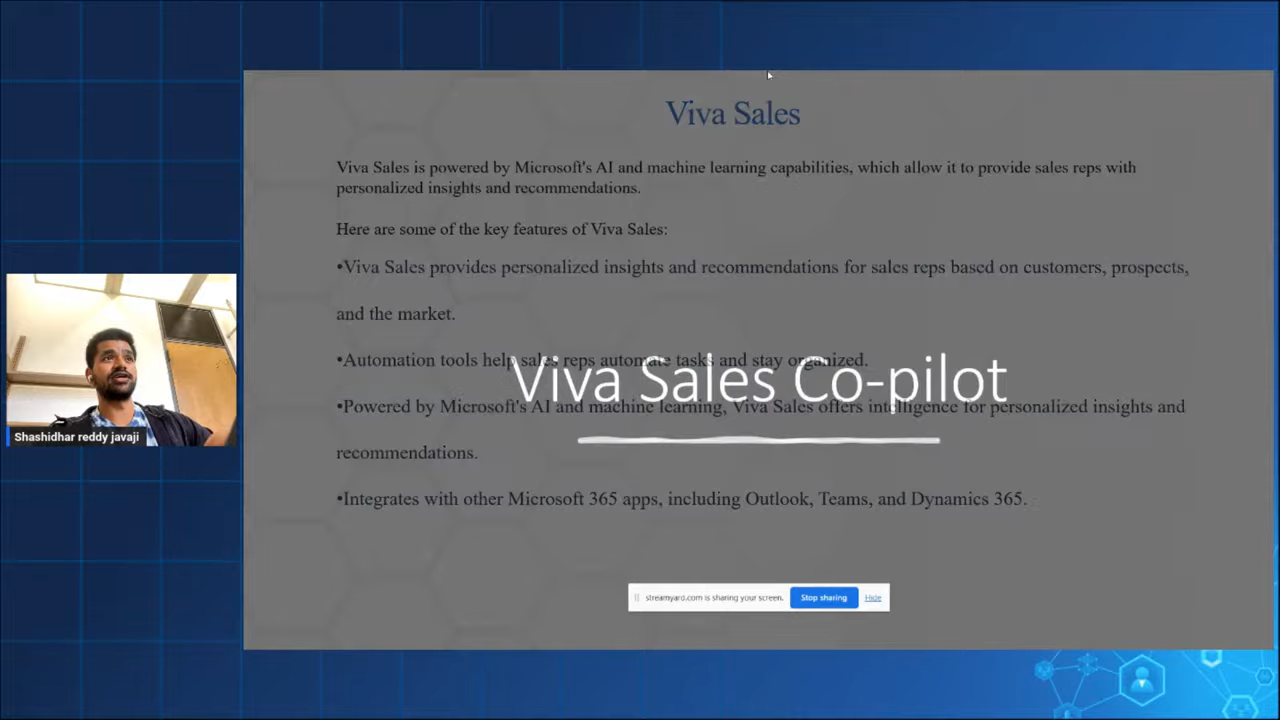 Viva Sales
Viva Sales is powered by Microsoft's AI and machine learning capabilities, which allow it to provide sales reps with
personalized insights and recommendations.
Here are some of the key features of Viva Sales:
•Viva Sales provides personalized insights and recommendations for sales reps based on customers, prospects,
and the market.
•Automation tools help sales reps automate tasks and stay organized.
Viva Sales Co-pilot
•Powered by Microsoft's AI and machine learning, Viva Sales offers intelligence for personalized insights and
recommendations.
Shashidhar reddy javaji
•Integrates with other Microsoft 365 apps, including Outlook, Teams, and Dynamics 365.
streamyard.com is sharing your screen. Stop sharing Hide